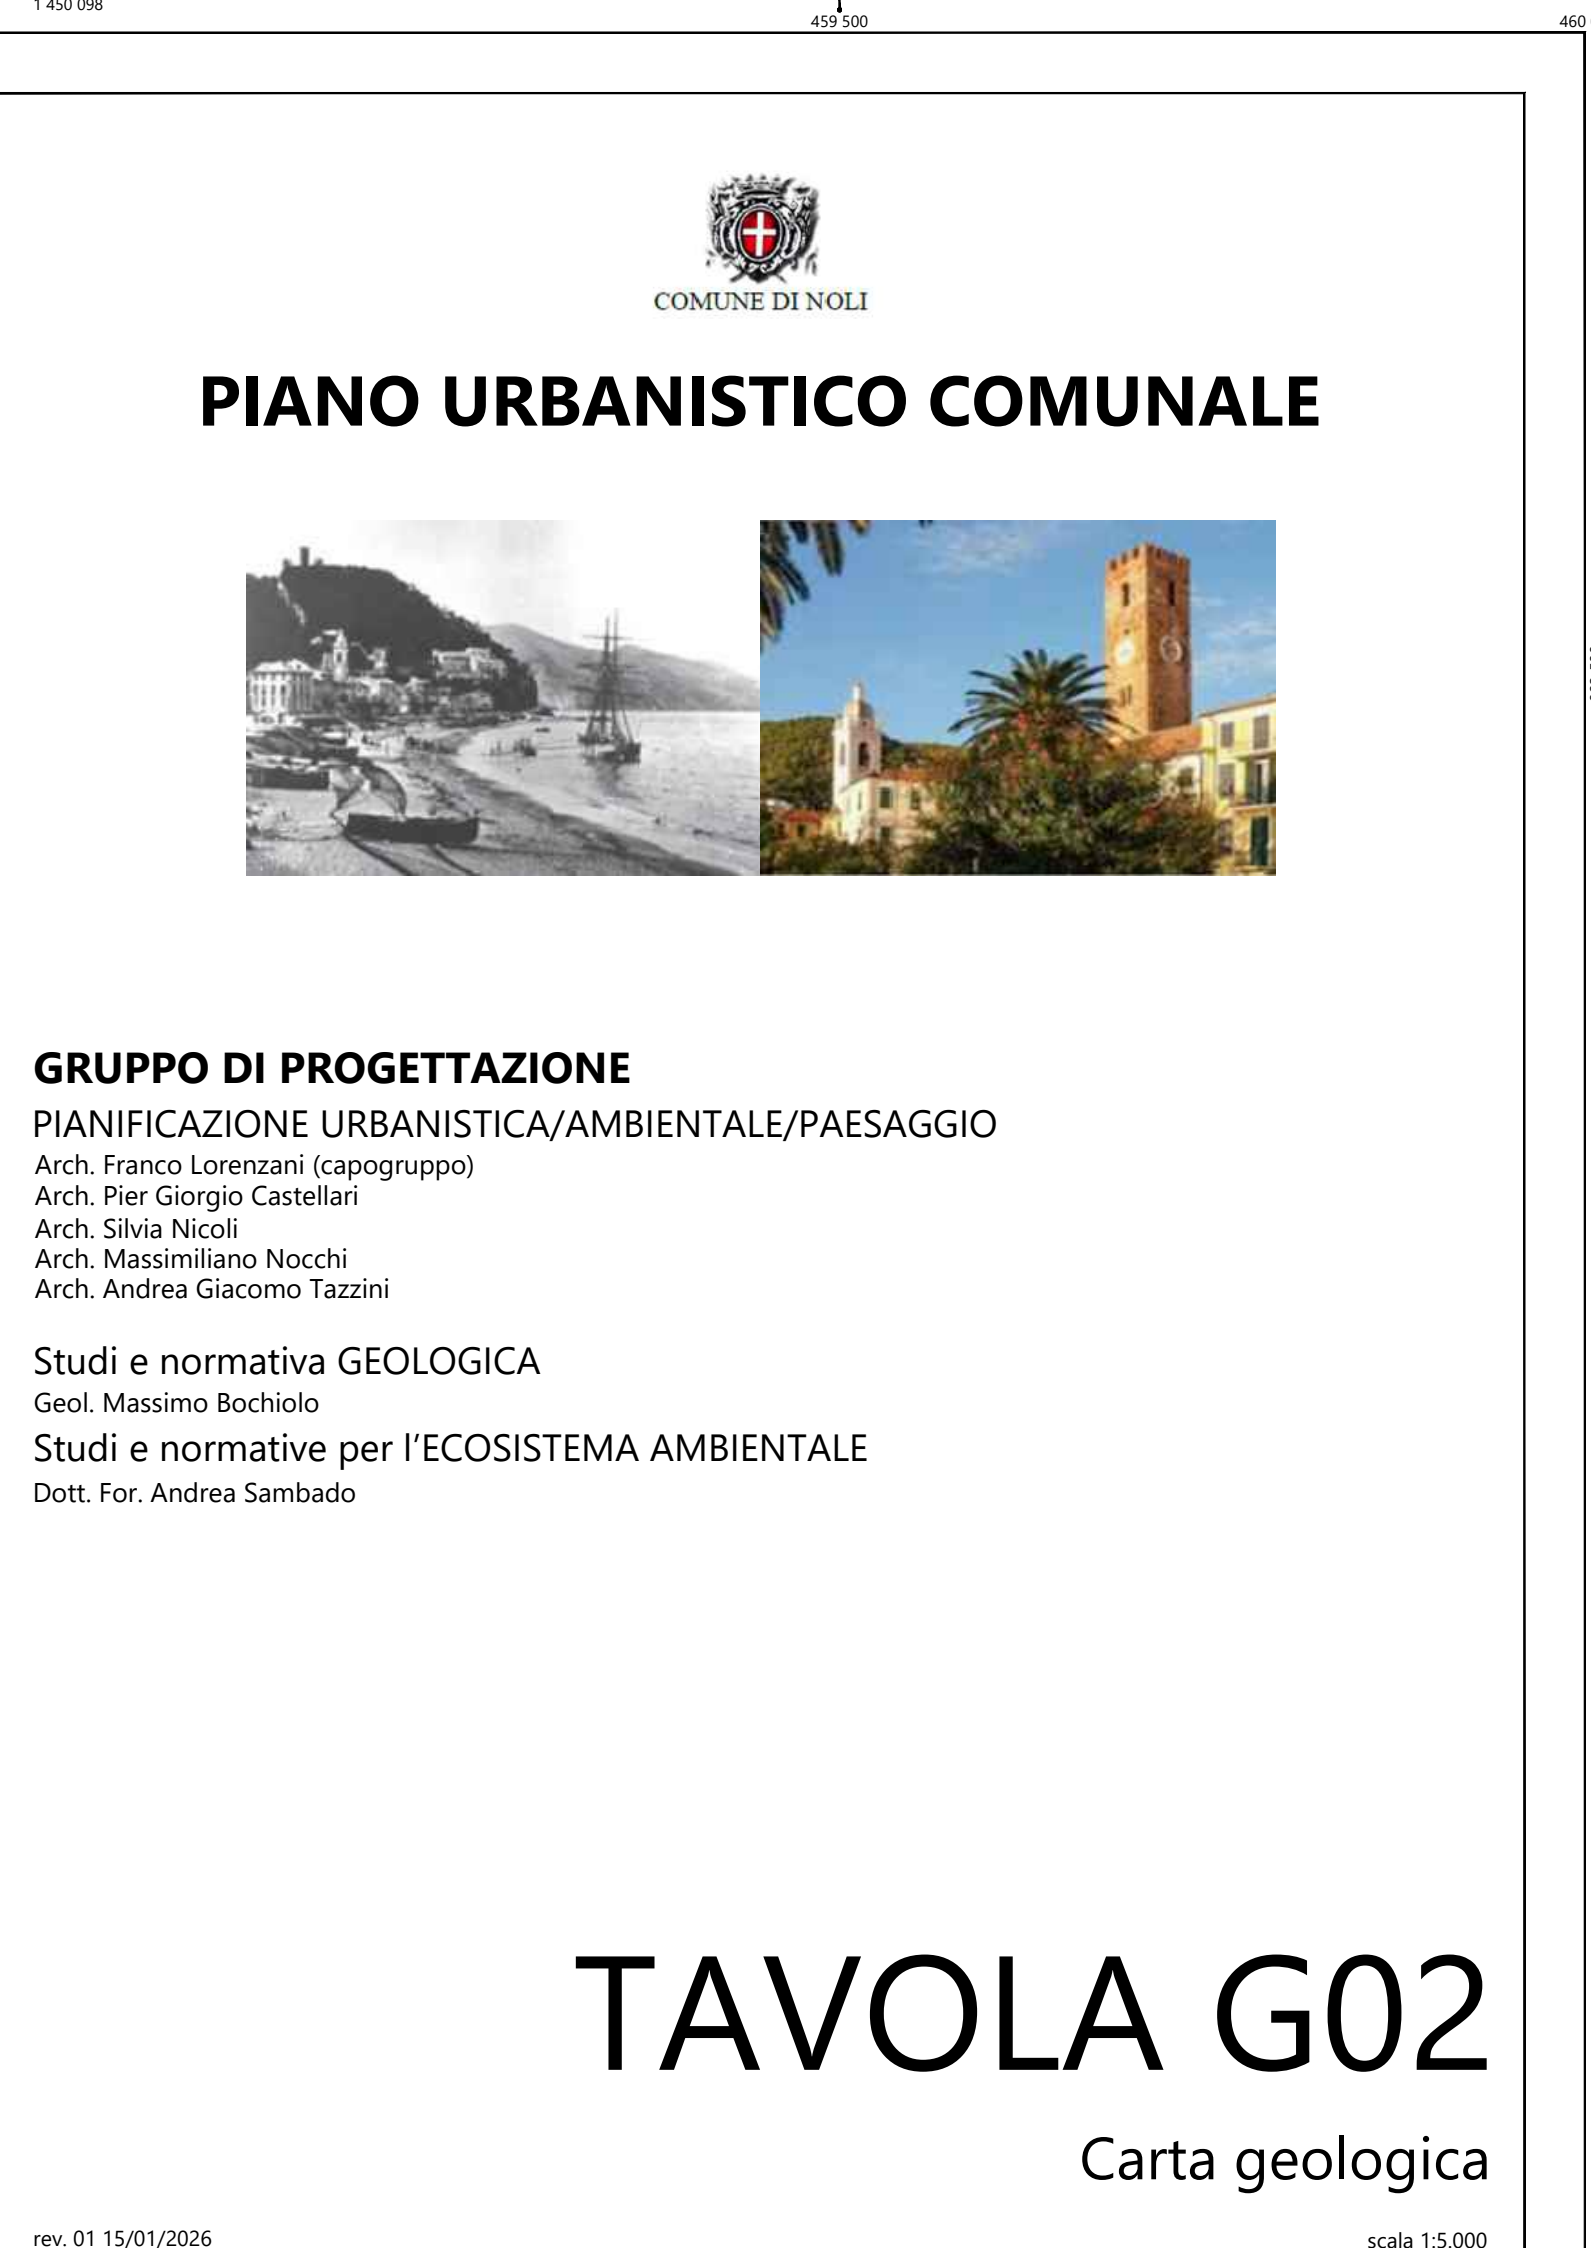 1 450 098
459 500
460
COMUNE DI NOLI
PIANO URBANISTICO COMUNALE
GRUPPO DI PROGETTAZIONE
PIANIFICAZIONE URBANISTICA/AMBIENTALE/PAESAGGIO
Arch. Franco Lorenzani (capogruppo)
Arch. Pier Giorgio Castellari
Arch. Silvia Nicoli
Arch. Massimiliano Nocchi
Arch. Andrea Giacomo Tazzini
Studi e normativa GEOLOGICA
Geol. Massimo Bochiolo
Studi e normative per l’ECOSISTEMA AMBIENTALE
Dott. For. Andrea Sambado
TAVOLA G02
Carta geologica
rev. 01 15/01/2026
scala 1:5.000